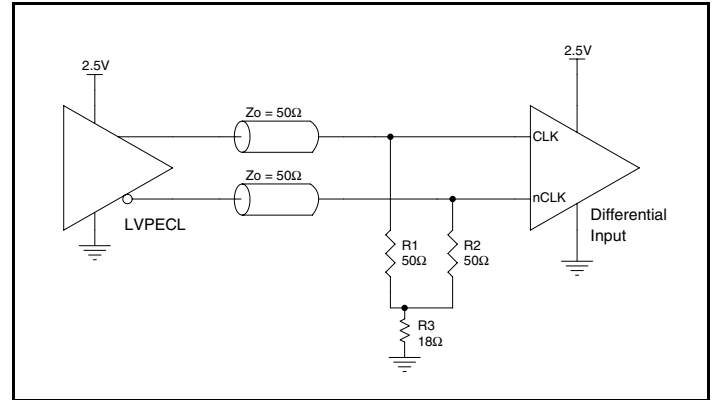 2.5V
2.5V
Zo = 50Ω
CLK
Zo = 50Ω
nCLK
LVPECL
Differential
Input
R1
50Ω
R2
50Ω
R3
18Ω